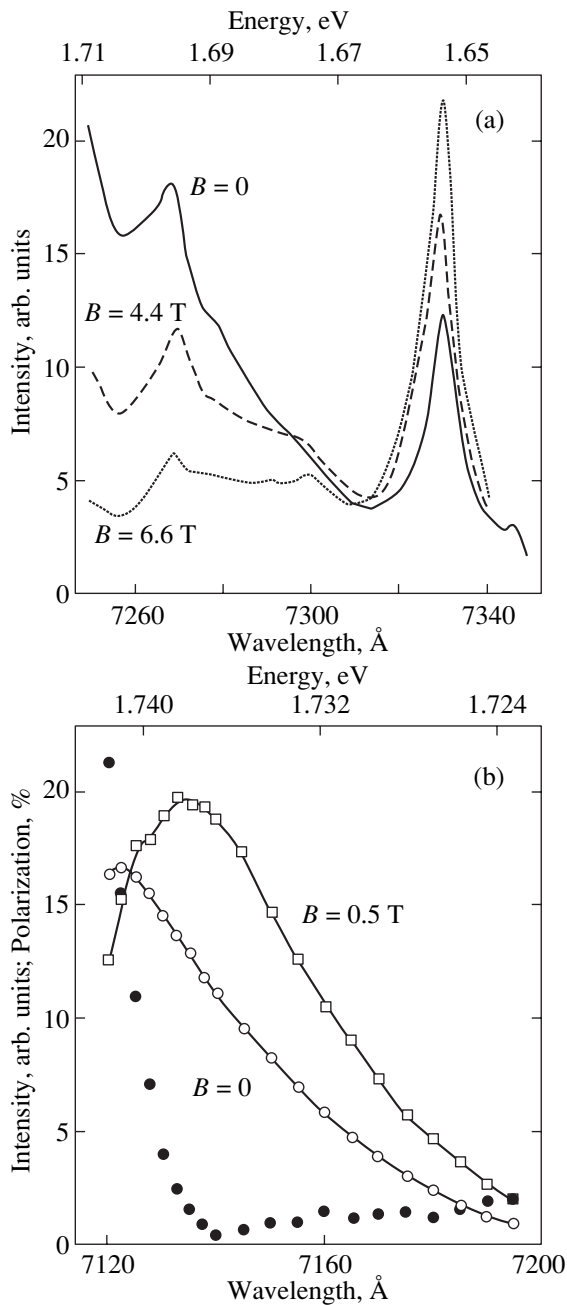 Energy, eV
1.71 1.69 1.67 1.65
(a)
20
B = 0
15
B = 4.4 T
10
5
B = 6.6 T
0
7260 7300 7340
Intensity, arb. units
Wavelength, Å
Energy, eV
1.740 1.732 1.724
(b)
20
15
B = 0.5 T
10
B = 0
5
0
7120 7160 7200
Intensity, arb. units; Polarization, %
Wavelength, Å